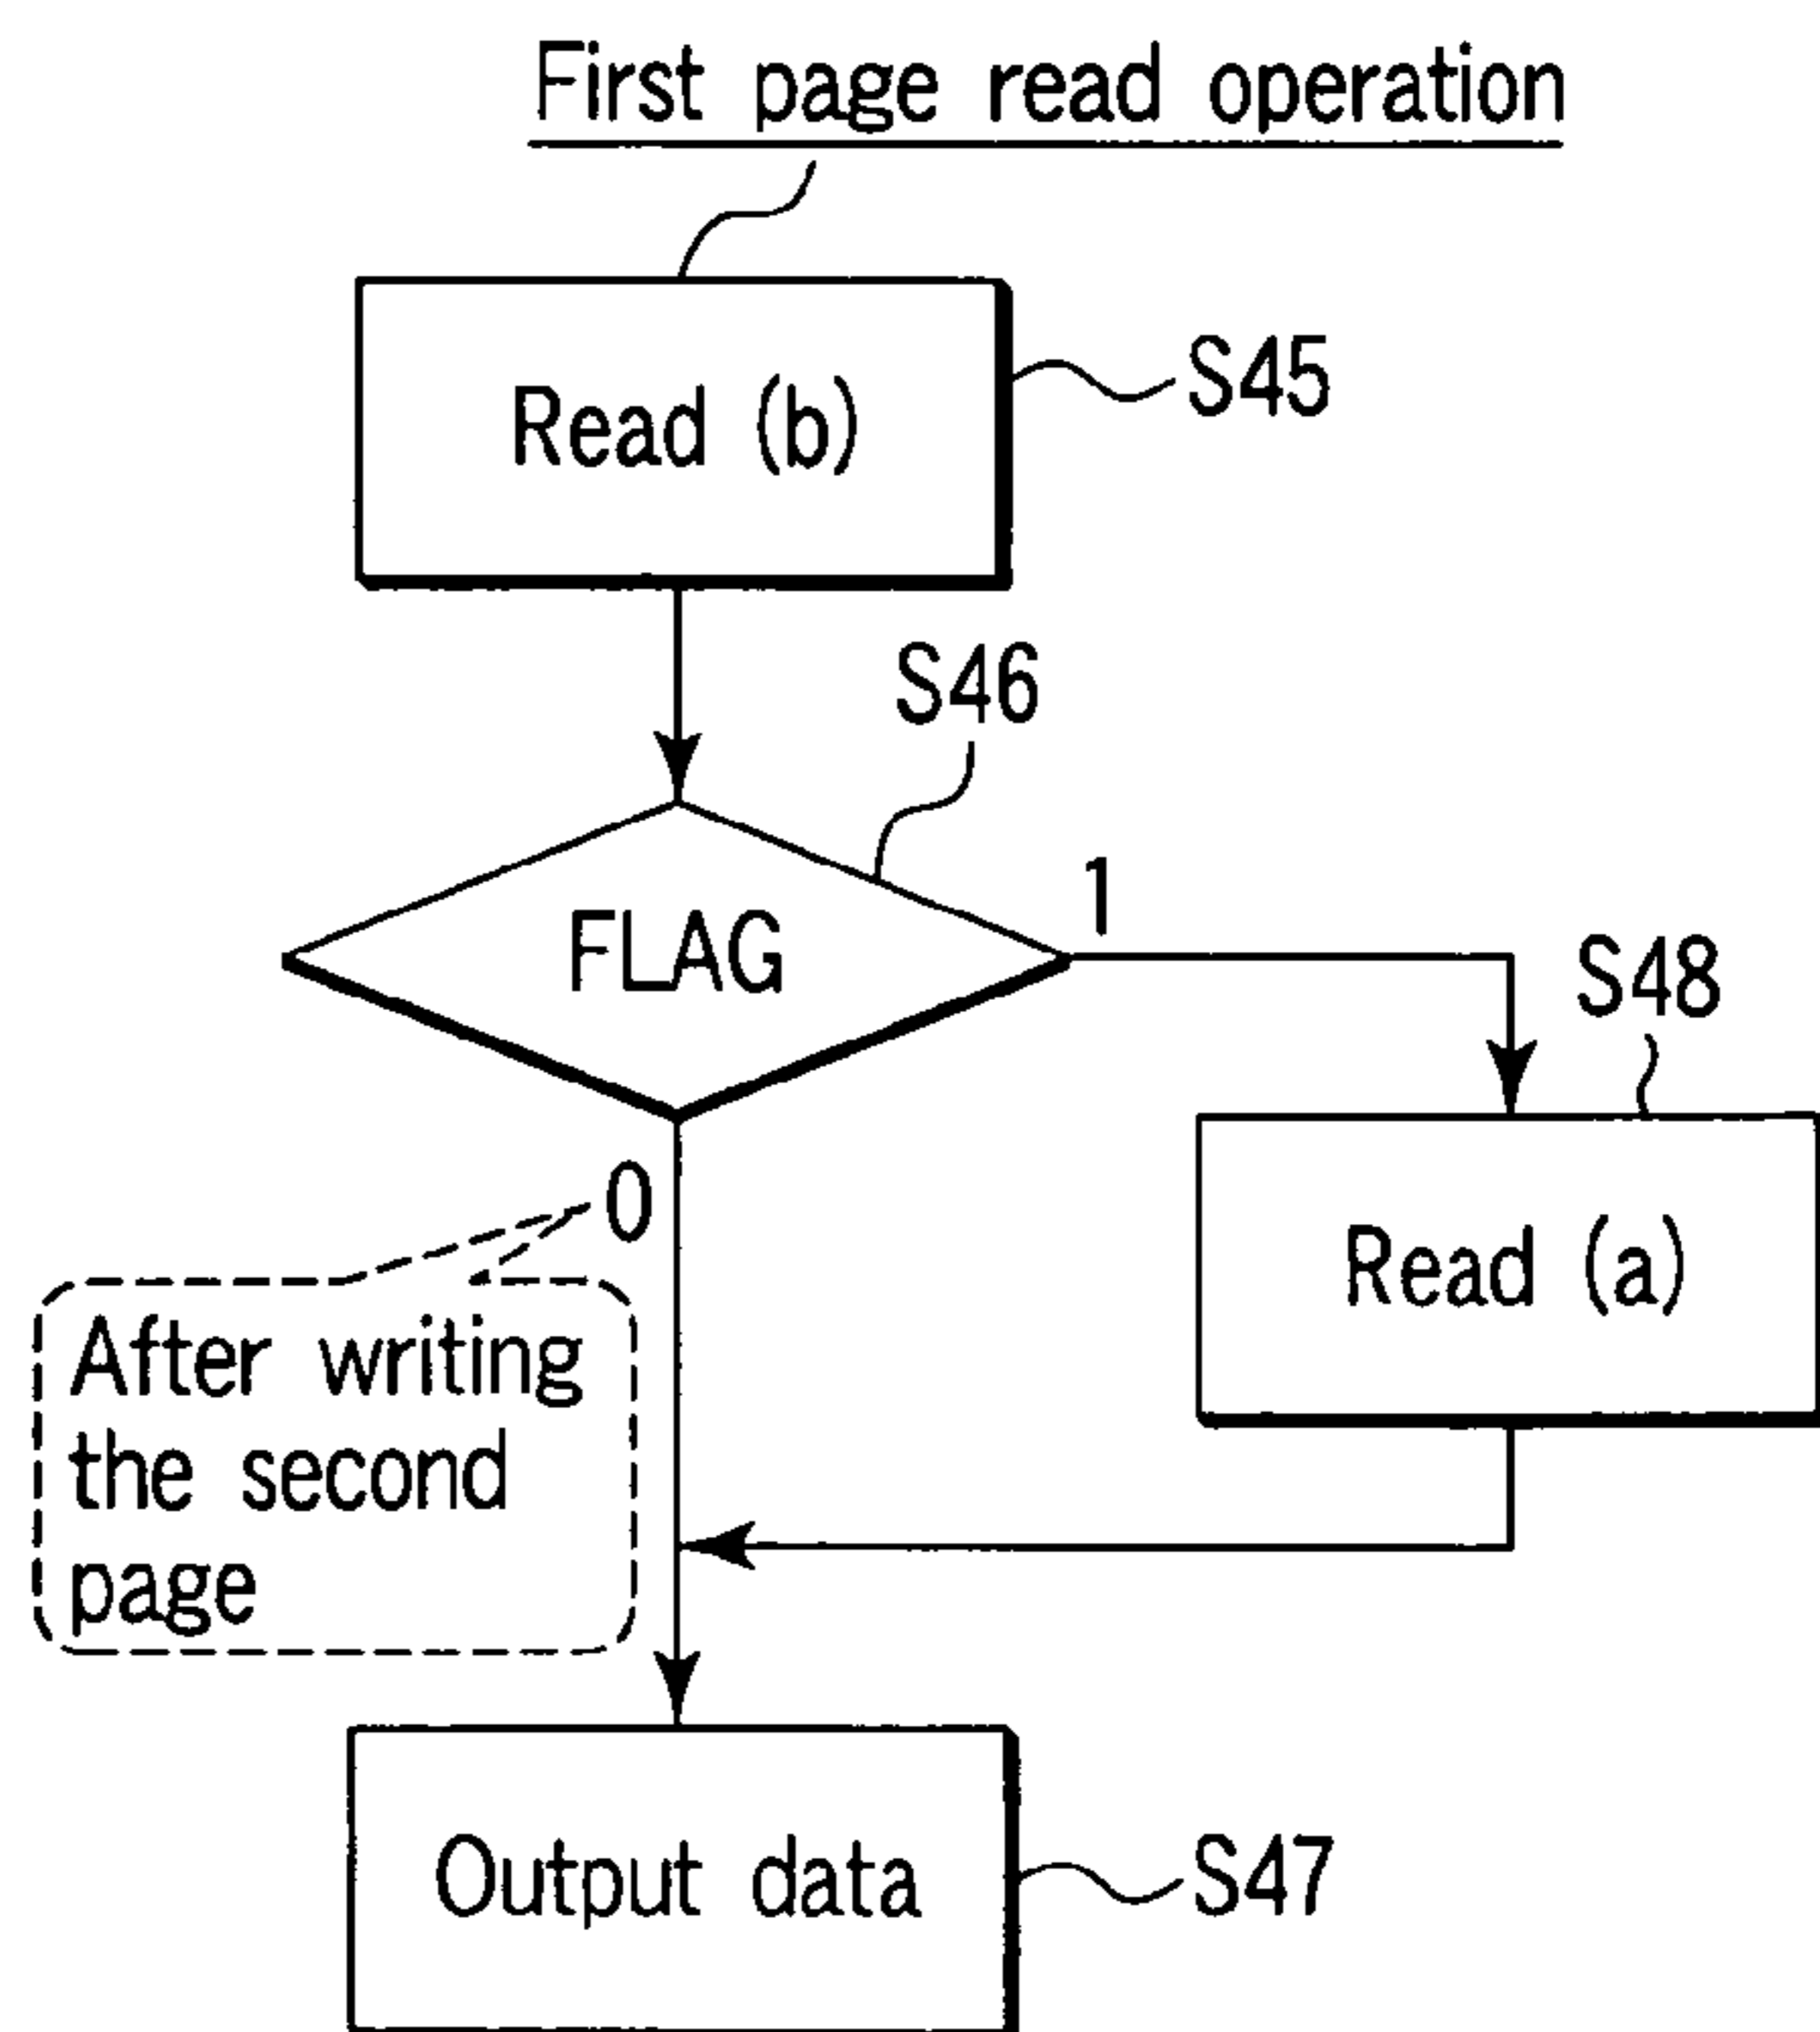 First page read operation
Read (b)
S45
S46
FLAG
1
S48
0
Read (a)
After writing
the second
page
Output data
S47